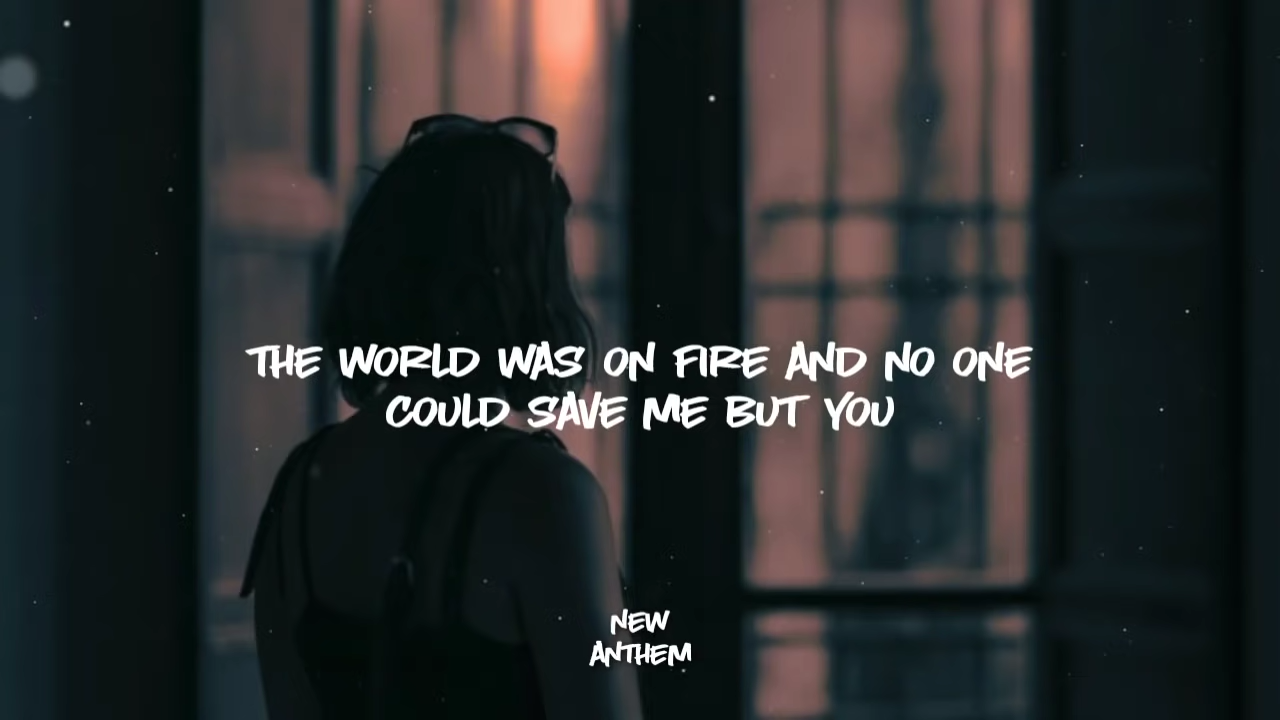 THE WORLD WAS ON FIRE AND NO ONE
COULD SAVE ME BUT YOU
NEW
ANTHEM